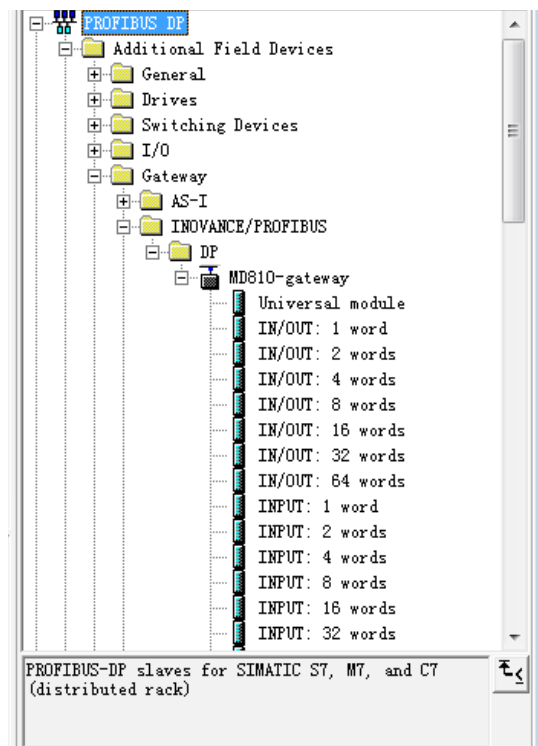 PROFIBUS DP
Additional Field Devices
General
Drives
Switching Devices
I/O
Gateway
AS-I
INOVANCE/PROFIBUS
DP
MD810-gateway
Universal module
IN/OUT: 1 word
IN/OUT: 2 words
IN/OUT: 4 words
IN/OUT: 8 words
IN/OUT: 16 words
IN/OUT: 32 words
IN/OUT: 64 words
INPUT: 1 word
INPUT: 2 words
INPUT: 4 words
INPUT: 8 words
INPUT: 16 words
INPUT: 32 words
PROFIBUS-DP slaves for SIMATIC S7, M7, and C7
(distributed rack)